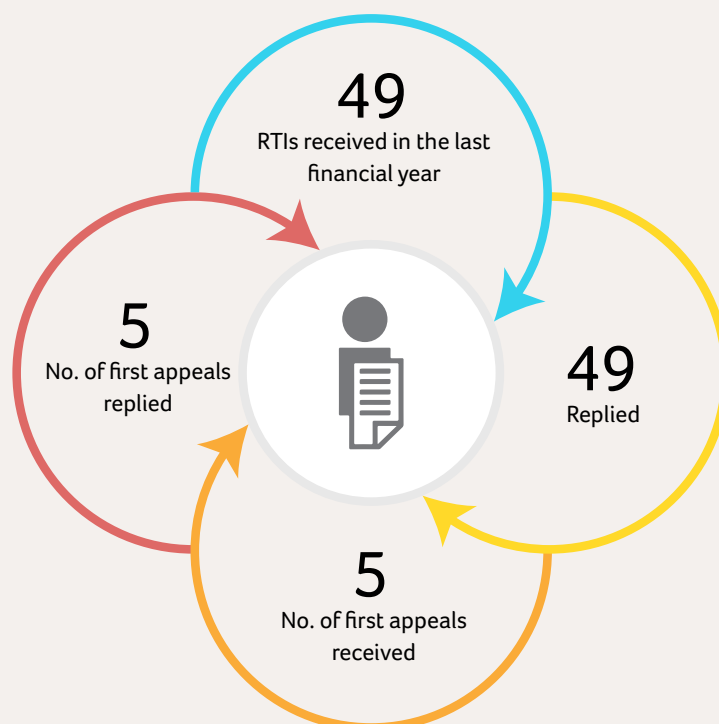 49
RTIs received in the last
financial year
49
Replied
5
No. of first appeals
received
5
No. of first appeals
replied